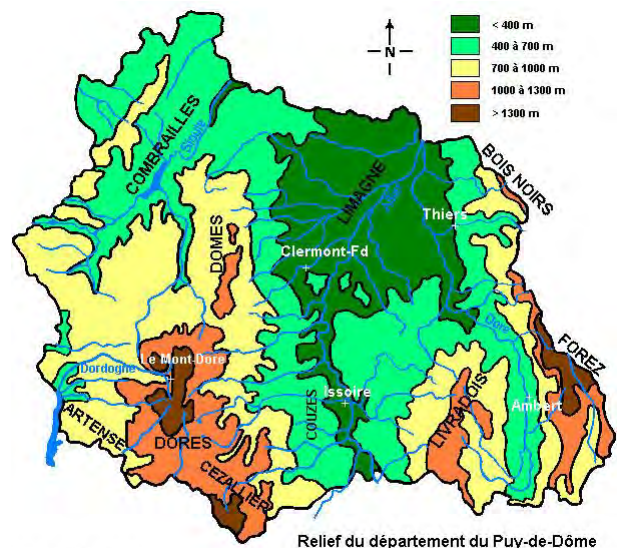 < 400 m
400 à 700 m
700 à 1000 m
1000 à 1300 m
> 1300 m
N
COMBRAILLES
Sioule
BOIS NOIRS
LIMAGNE
Allier
Thiers
DOMES
Clermont-Fd
Dore
FOREZ
Le Mont-Dore
Dordogne
Issoire
Ambert
ARTENSE
DORES
COUZES
LIVRADOIS
CEZALLIER
Relief du département du Puy-de-Dôme